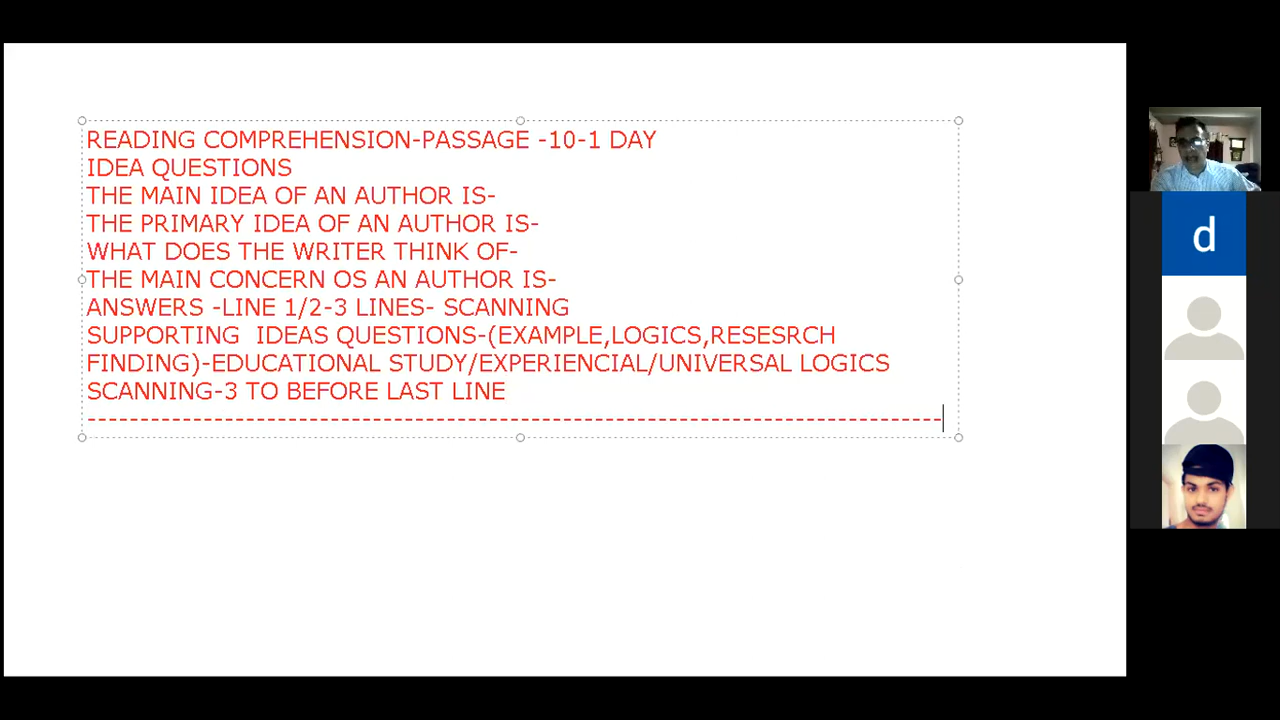 READING COMPREHENSION-PASSAGE -10-1 DAY
IDEA QUESTIONS
THE MAIN IDEA OF AN AUTHOR IS-
THE PRIMARY IDEA OF AN AUTHOR IS-
WHAT DOES THE WRITER THINK OF-
THE MAIN CONCERN OS AN AUTHOR IS-
ANSWERS -LINE 1/2-3 LINES- SCANNING
SUPPORTING  IDEAS QUESTIONS-(EXAMPLE,LOGICS,RESESRCH
FINDING)-EDUCATIONAL STUDY/EXPERIENCIAL/UNIVERSAL LOGICS
SCANNING-3 TO BEFORE LAST LINE
--------------------------------------------------------------------
d